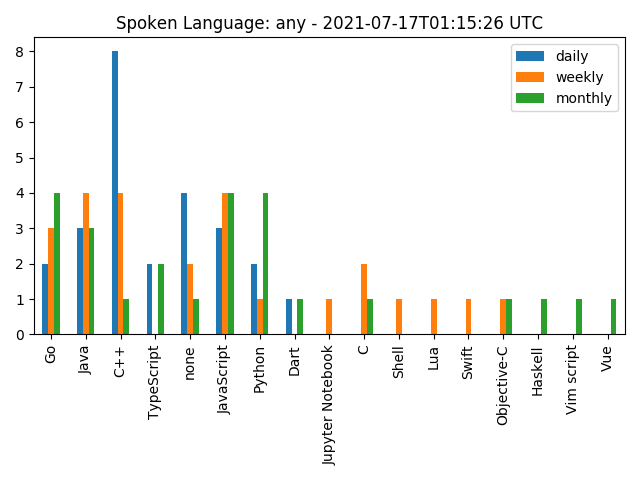 Spoken Language: any - 2021-07-17T01:15:26 UTC
daily
weekly
monthly
8
7
6
5
4
3
2
1
0
Go
Java
C++
TypeScript
none
JavaScript
Python
Dart
Jupyter Notebook
C
Shell
Lua
Swift
Objective-C
Haskell
Vim script
Vue